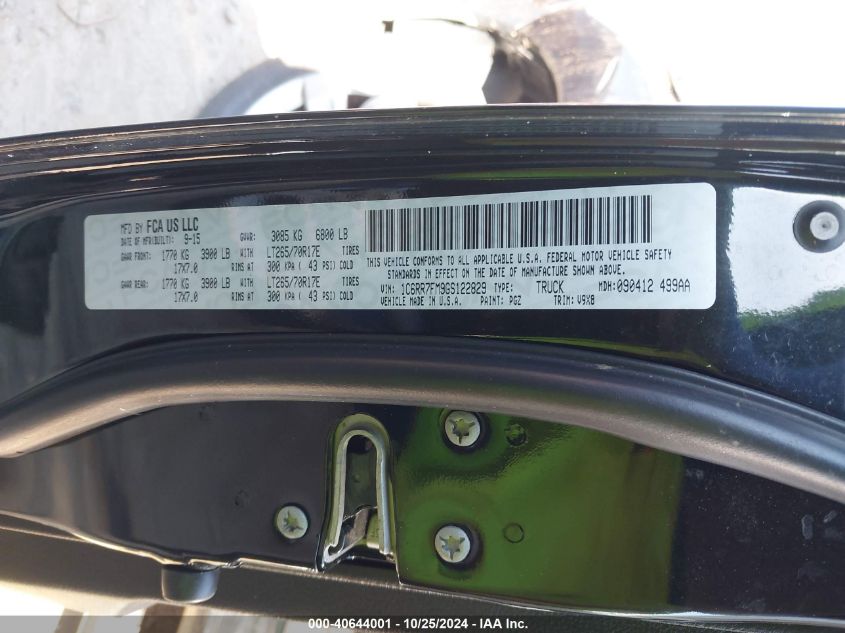 MFD BY FCA US LLC
DATE OF MFR(BUILT): 9-15 GVWR: 3085 KG 6800 LB
GAWR FRONT: 1770 KG 3900 LB WITH LT265/70R17E TIRES
17X7.0 RIMS AT 300 KPA ( 43 PSI) COLD
GAWR REAR: 1770 KG 3900 LB WITH LT265/70R17E TIRES
17X7.0 RIMS AT 300 KPA ( 43 PSI) COLD
THIS VEHICLE CONFORMS TO ALL APPLICABLE U.S.A. FEDERAL MOTOR VEHICLE SAFETY
STANDARDS IN EFFECT ON THE DATE OF MANUFACTURE SHOWN ABOVE.
VIN: 1C6RR7FM9GS122829 TYPE: TRUCK MDH: 090412 499AA
VEHICLE MADE IN U.S.A. PAINT: PGZ TRIM: V9X8
000-40644001 - 10/25/2024 - IAA Inc.